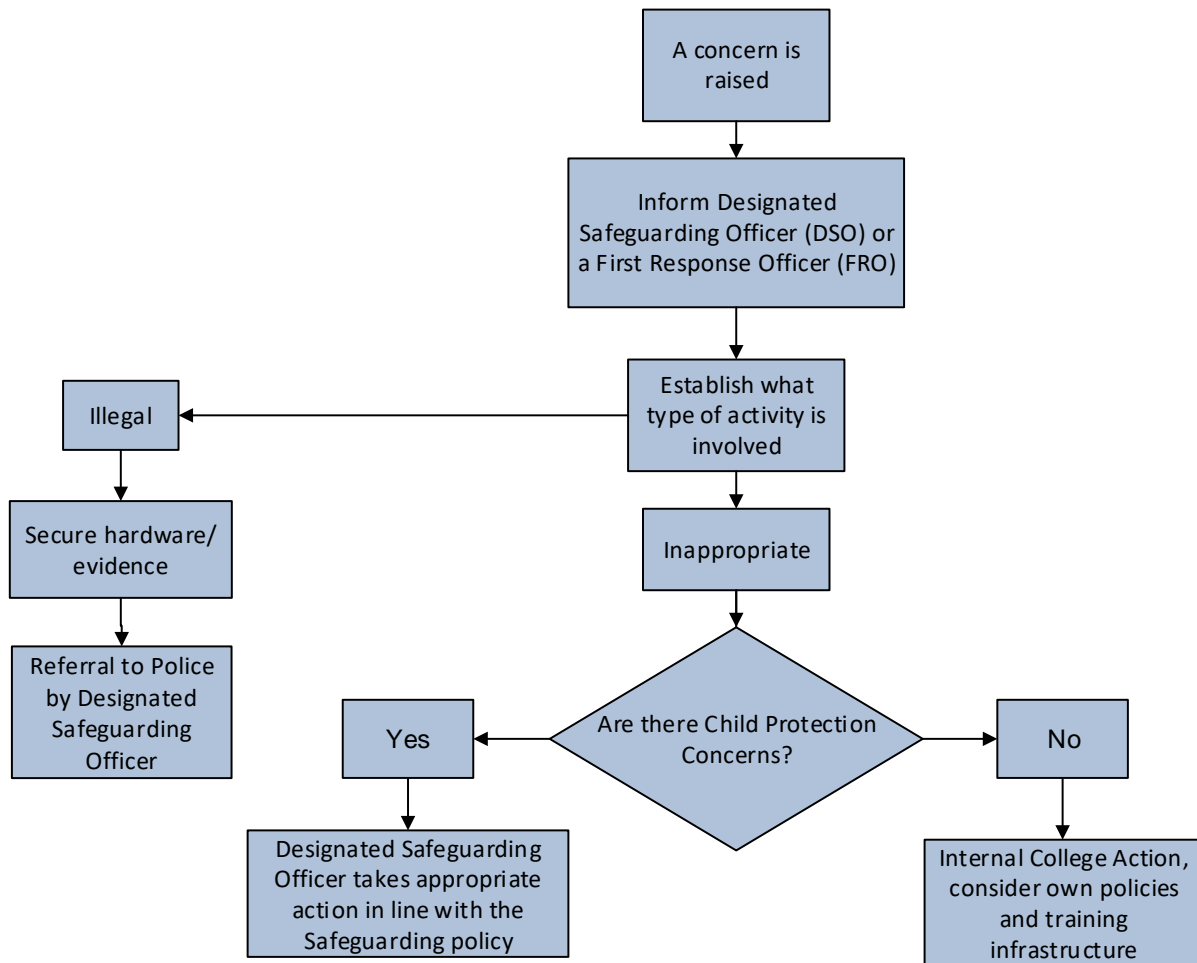 A concern is
raised
Inform Designated
Safeguarding Officer (DSO) or
a First Response Officer (FRO)
Establish what
type of activity is
involved
Illegal
Secure hardware/
evidence
Inappropriate
Referral to Police
by Designated
Safeguarding
Officer
Are there Child Protection
Concerns?
Yes
No
Designated Safeguarding
Officer takes appropriate
action in line with the
Safeguarding policy
Internal College Action,
consider own policies
and training
infrastructure